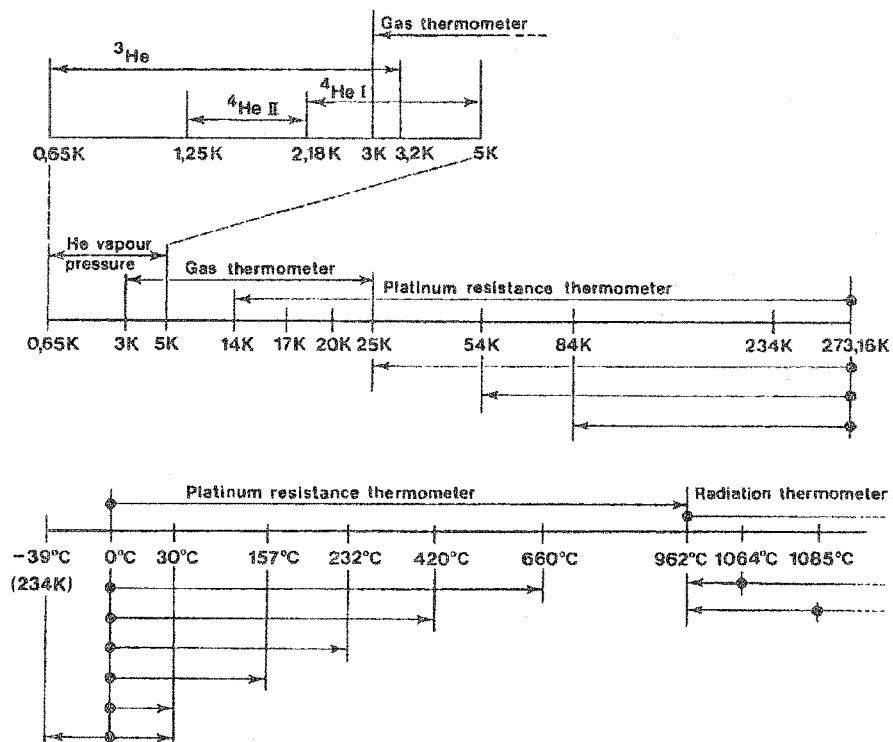 Gas thermometer
³He
⁴He I
⁴He II
0,65K 1,25K 2,18K 3K 3,2K 5K
He vapour
pressure
Gas thermometer
Platinum resistance thermometer
0,65K 3K 5K 14K 17K 20K 25K 54K 84K 234K 273,16K
Platinum resistance thermometer
Radiation thermometer
−39°C 0°C 30°C 157°C 232°C 420°C 660°C 962°C 1064°C 1085°C
(234K)